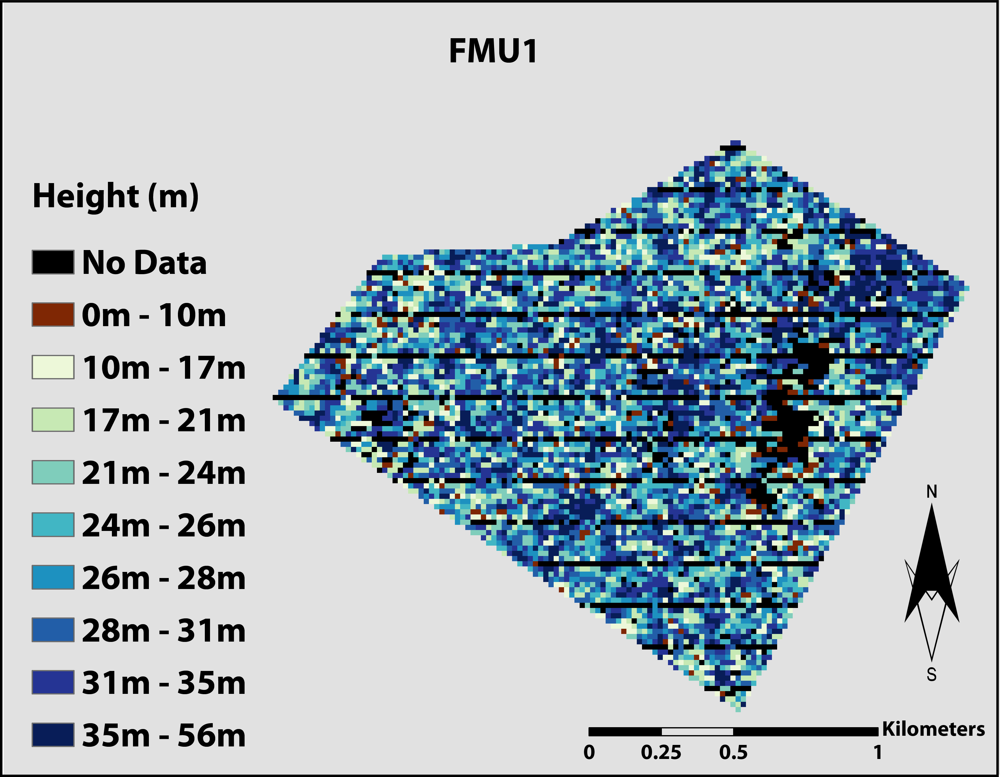 FMU1
Height (m)
No Data
0m - 10m
10m - 17m
17m - 21m
21m - 24m
24m - 26m
26m - 28m
28m - 31m
31m - 35m
35m - 56m
N
S
Kilometers
0 0.25 0.5 1